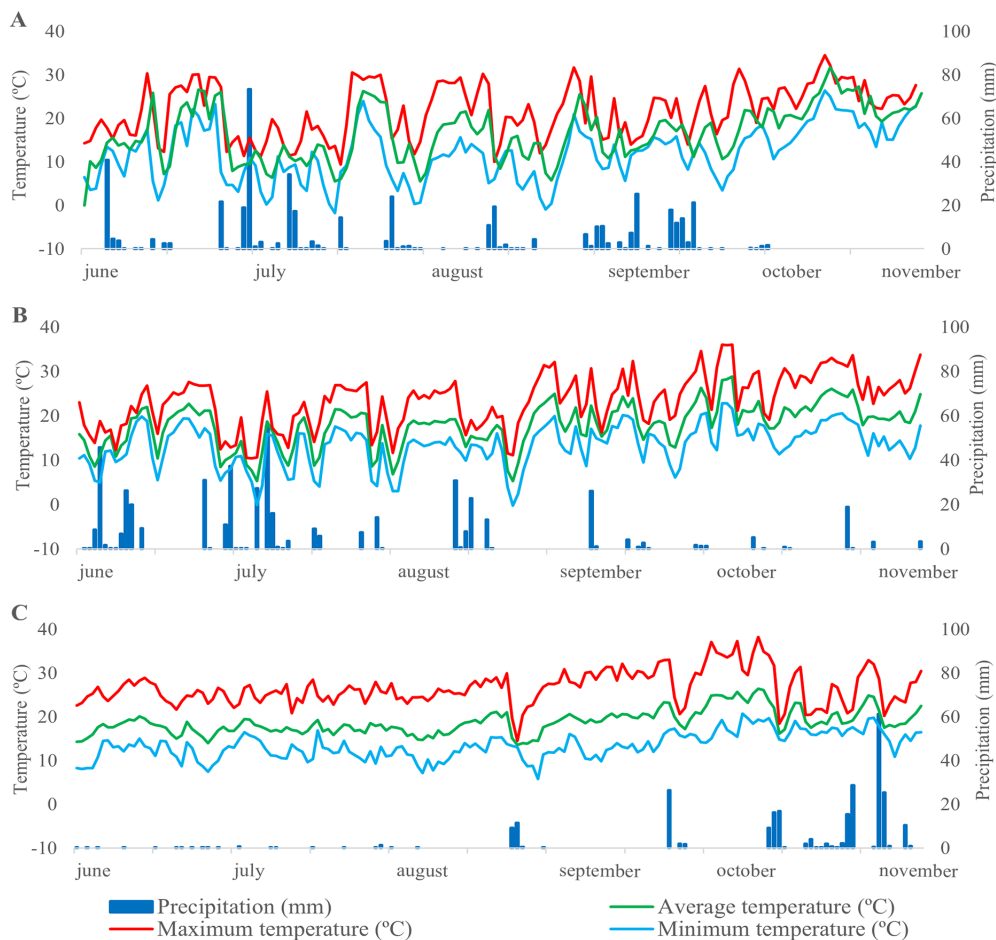 A
40
30
20
10
0
-10
Temperature (ºC)
100
80
60
40
20
0
Precipitation (mm)
june july august september october november
B
40
30
20
10
0
-10
Temperature (ºC)
100
80
60
40
20
0
Precipitation (mm)
june july august september october november
C
40
30
20
10
0
-10
Temperature (ºC)
100
80
60
40
20
0
Precipitation (mm)
june july august september october november
Precipitation (mm) Average temperature (ºC)
Maximum temperature (ºC) Minimum temperature (ºC)